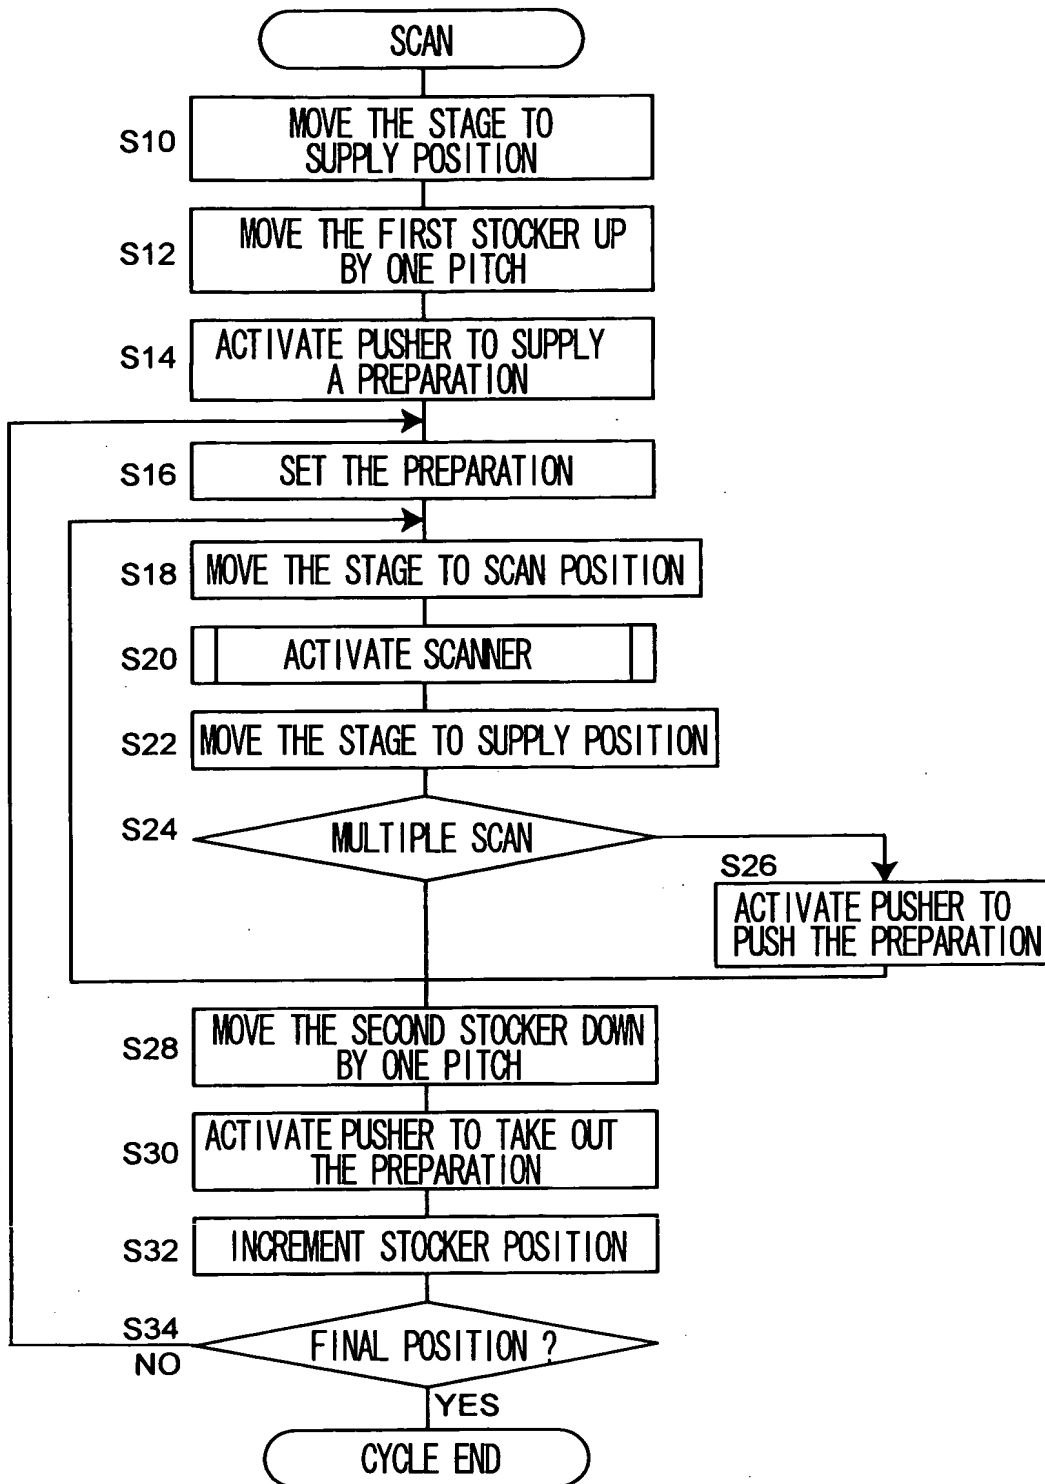 SCAN
S10
MOVE THE STAGE TO
SUPPLY POSITION
S12
MOVE THE FIRST STOCKER UP
BY ONE PITCH
S14
ACTIVATE PUSHER TO SUPPLY
A PREPARATION
S16
SET THE PREPARATION
S18
MOVE THE STAGE TO SCAN POSITION
S20
ACTIVATE SCANNER
S22
MOVE THE STAGE TO SUPPLY POSITION
S24
MULTIPLE SCAN
S26
ACTIVATE PUSHER TO
PUSH THE PREPARATION
S28
MOVE THE SECOND STOCKER DOWN
BY ONE PITCH
S30
ACTIVATE PUSHER TO TAKE OUT
THE PREPARATION
S32
INCREMENT STOCKER POSITION
S34
NO
FINAL POSITION ?
YES
CYCLE END